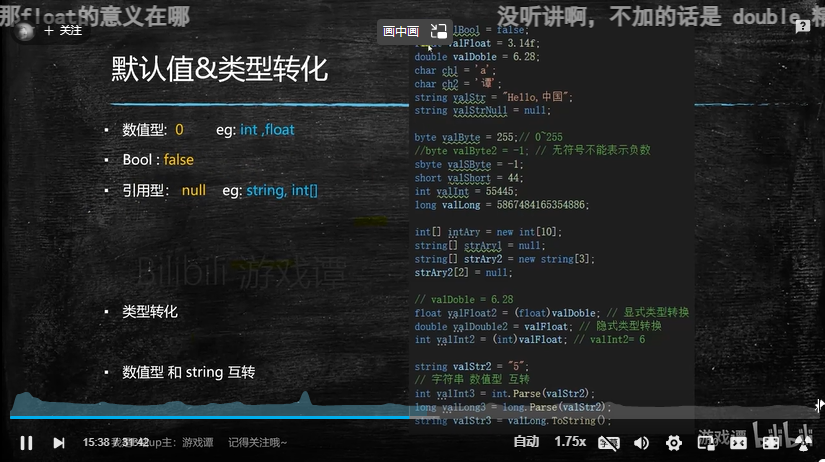 那float的意义在哪
没听讲啊，不加的话是 double 精
+ 关注
画中画
默认值&类型转化
• 数值型: 0 eg: int ,float
• Bool : false
• 引用型: null eg: string, int[]
Bilibili 游戏谭
• 类型转化
• 数值型 和 string 互转
valBool = false;
valFloat = 3.14f;
double valDoble = 6.28;
char ch1 = 'a';
char ch2 = '谭';
string valStr = "Hello,中国";
string valStrNull = null;
byte valByte = 255;// 0~255
//byte valByte2 = -1; // 无符号不能表示负数
sbyte valSByte = -1;
short valShort = 44;
int valInt = 55445;
long valLong = 5867484165354886;
int[] intAry = new int[10];
string[] strAry1 = null;
string[] strAry2 = new string[3];
strAry2[2] = null;
// valDoble = 6.28
float valFloat2 = (float)valDoble; // 显式类型转换
double valDouble2 = valFloat; // 隐式类型转换
int valInt2 = (int)valFloat; // valInt2= 6
string valStr2 = "5";
// 字符串 数值型 互转
int valInt3 = int.Parse(valStr2);
long valLong3 = long.Parse(valStr2);
string valStr3 = valLong.ToString();
15:38 / 31:42
up主: 游戏谭 记得关注哦~
自动
1.75x
游戏谭 bilibili